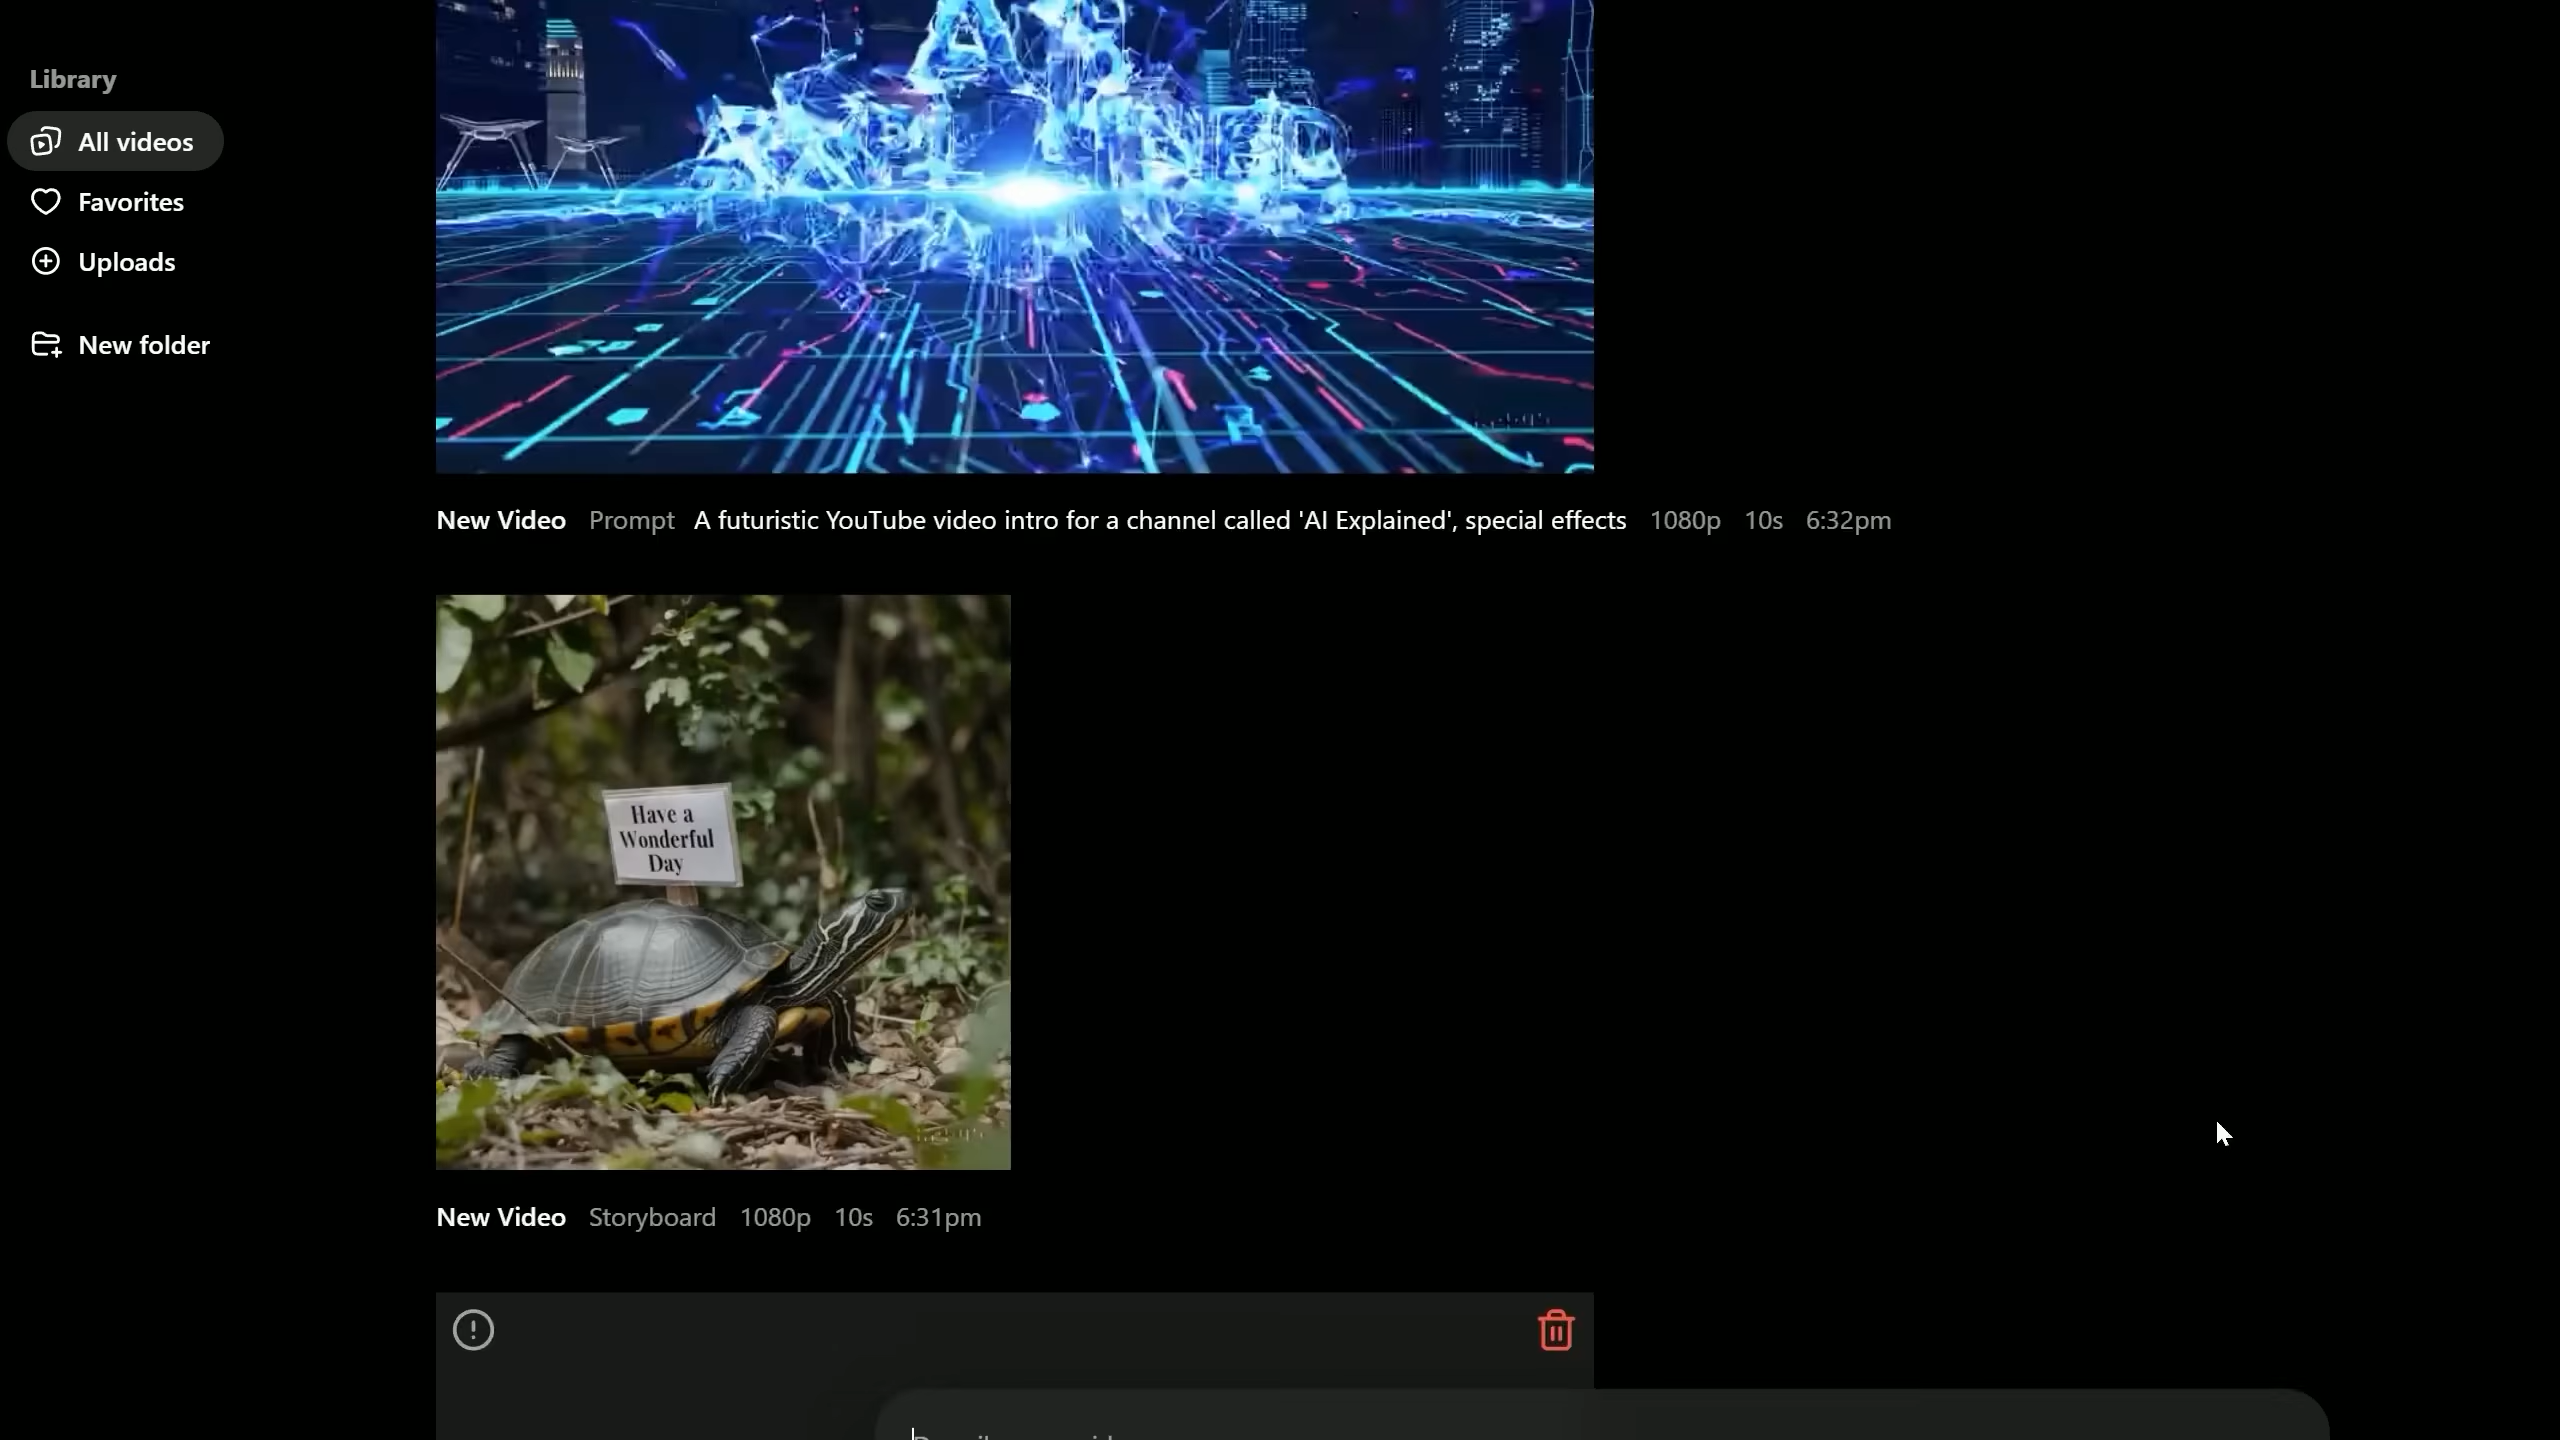 Library
All videos
Favorites
Uploads
New folder
AI
New Video Prompt A futuristic YouTube video intro for a channel called 'AI Explained', special effects 1080p 10s 6:32pm
Have a
Wonderful
Day
New Video Storyboard 1080p 10s 6:31pm